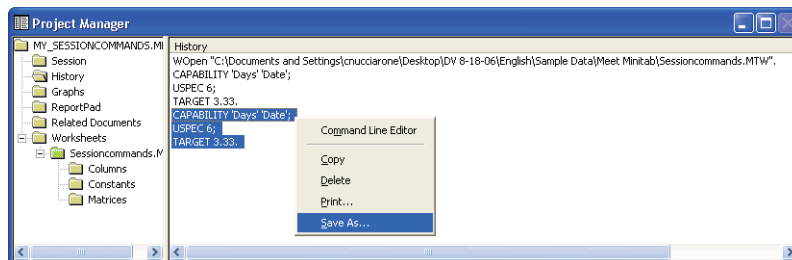 Project Manager
MY_SESSIONCOMMANDS.MI
Session
History
Graphs
ReportPad
Related Documents
Worksheets
Sessioncommands.M
Columns
Constants
Matrices
History
WOpen "C:\Documents and Settings\cnucciarone\Desktop\DV 8-18-06\English\Sample Data\Meet Minitab\Sessioncommands.MTW".
CAPABILITY 'Days' 'Date';
USPEC 6;
TARGET 3.33.
CAPABILITY 'Days' 'Date';
USPEC 6;
TARGET 3.33.
Command Line Editor
Copy
Delete
Print...
Save As...